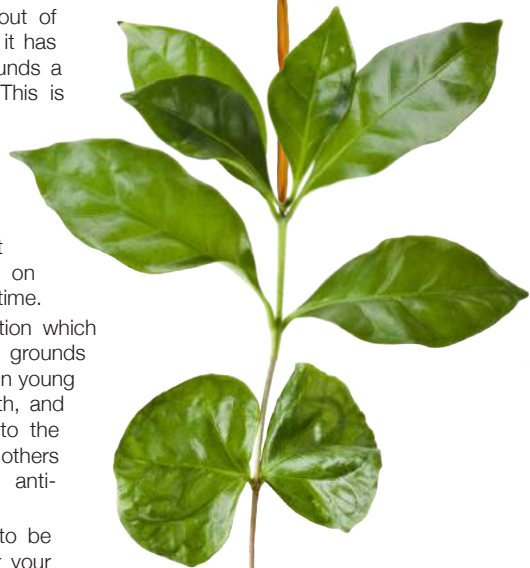 out of
it has
unds a
This is
t
on
time.
tion which
grounds
n young
th, and
to the
others
anti-
to be
your